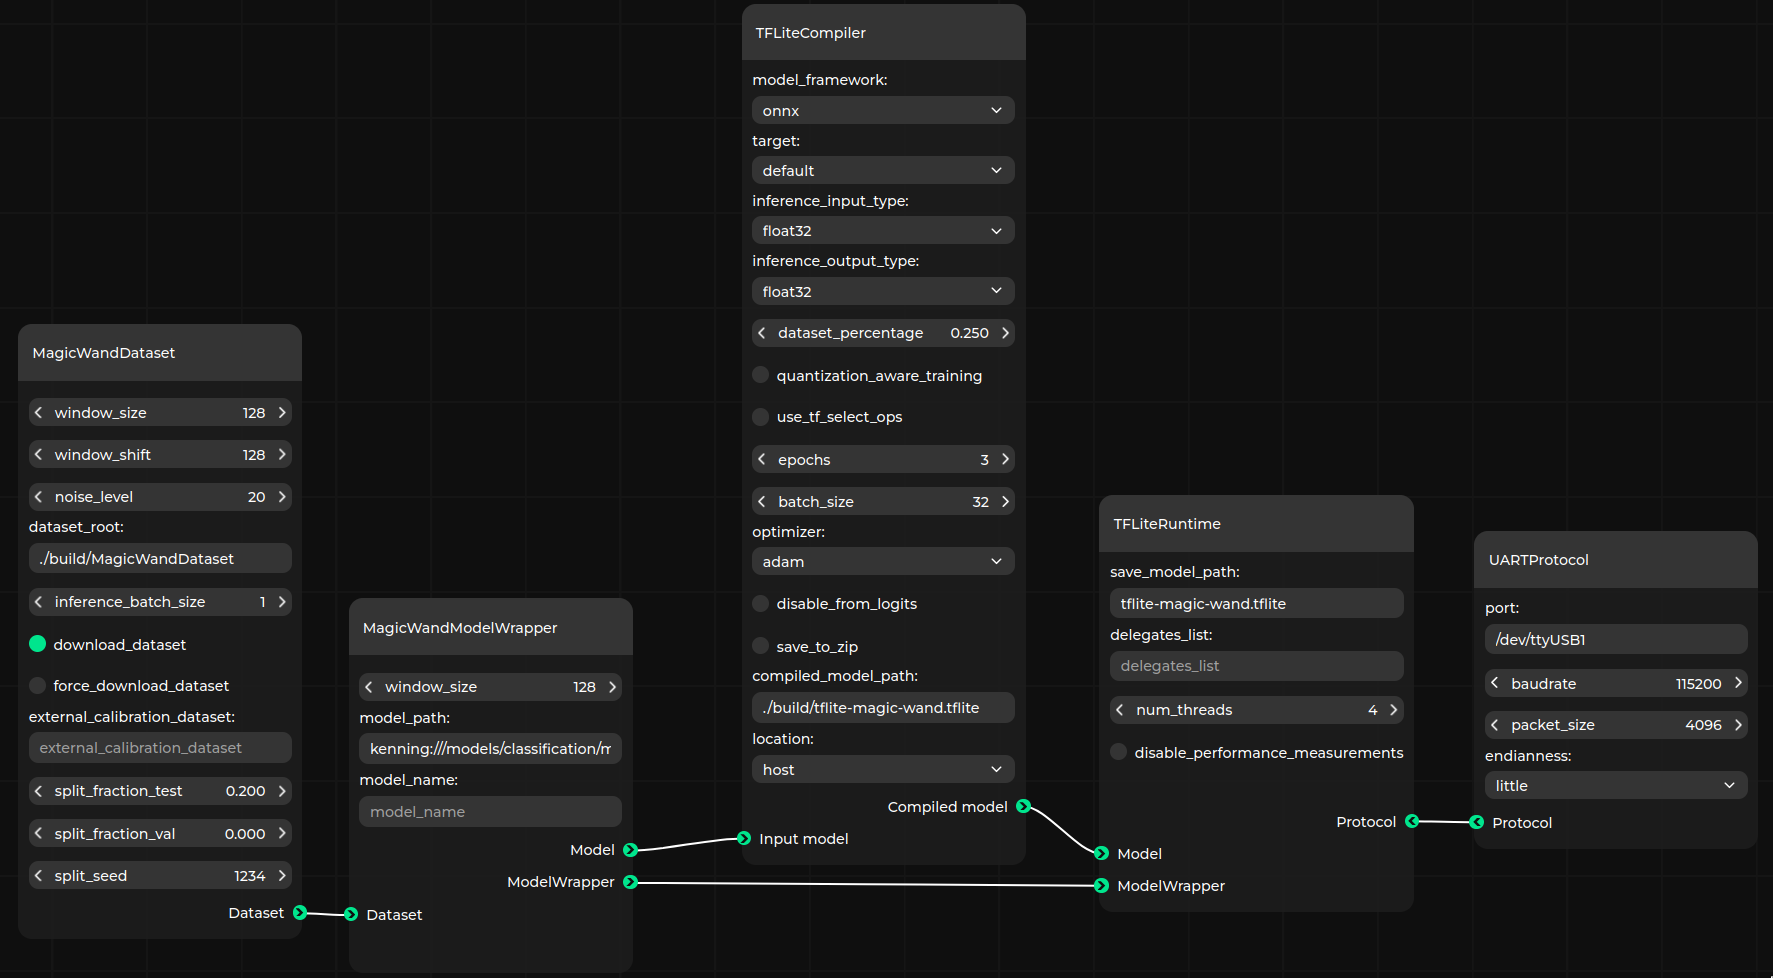 MagicWandDataset
window_size 128
window_shift 128
noise_level 20
dataset_root:
./build/MagicWandDataset
inference_batch_size 1
download_dataset
force_download_dataset
external_calibration_dataset:
external_calibration_dataset
split_fraction_test 0.200
split_fraction_val 0.000
split_seed 1234
Dataset
MagicWandModelWrapper
window_size 128
model_path:
kenning:///models/classification/m
model_name:
model_name
Model
ModelWrapper
Dataset
TFLiteCompiler
model_framework:
onnx
target:
default
inference_input_type:
float32
inference_output_type:
float32
dataset_percentage 0.250
quantization_aware_training
use_tf_select_ops
epochs 3
batch_size 32
optimizer:
adam
disable_from_logits
save_to_zip
compiled_model_path:
./build/tflite-magic-wand.tflite
location:
host
Compiled model
Input model
TFLiteRuntime
save_model_path:
tflite-magic-wand.tflite
delegates_list:
delegates_list
num_threads 4
disable_performance_measurements
Protocol
Model
ModelWrapper
UARTProtocol
port:
/dev/ttyUSB1
baudrate 115200
packet_size 4096
endianness:
little
Protocol